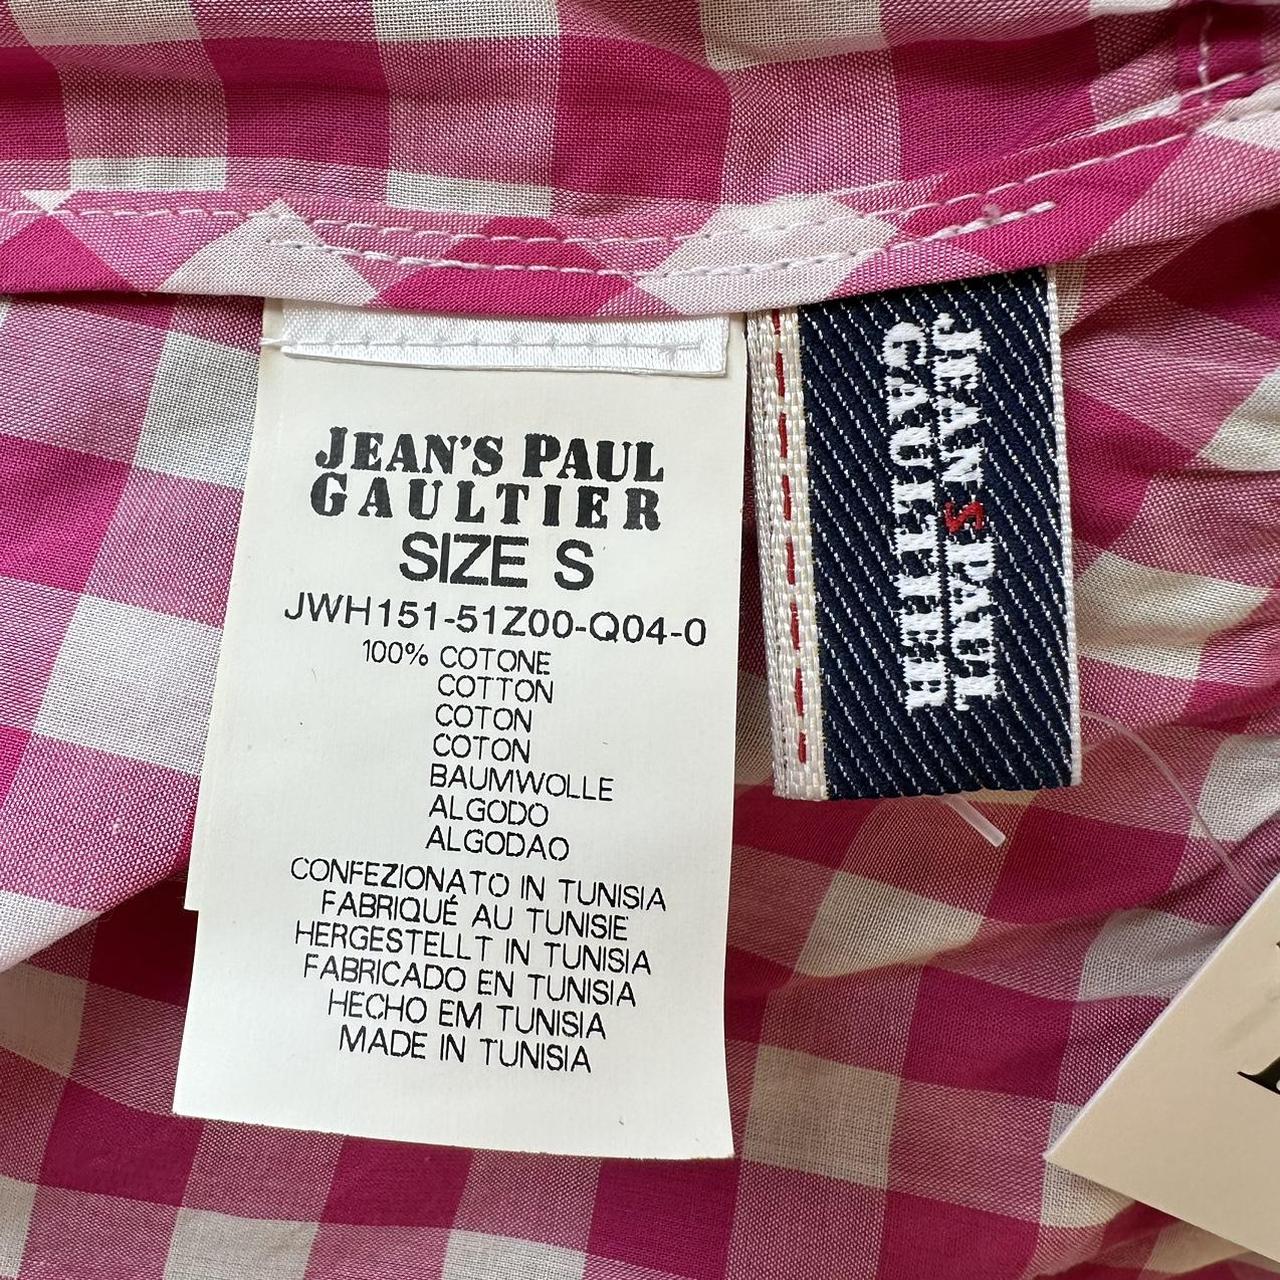 JEAN'S PAUL
GAULTIER
SIZE S
JWH151-51Z00-Q04-0
100% COTONE
COTTON
COTON
COTON
BAUMWOLLE
ALGODO
ALGODAO
CONFEZIONATO IN TUNISIA
FABRIQUÉ AU TUNISIE
HERGESTELLT IN TUNISIA
FABRICADO EN TUNISIA
HECHO EM TUNISIA
MADE IN TUNISIA
JEAN'S PAUL
GAULTIER